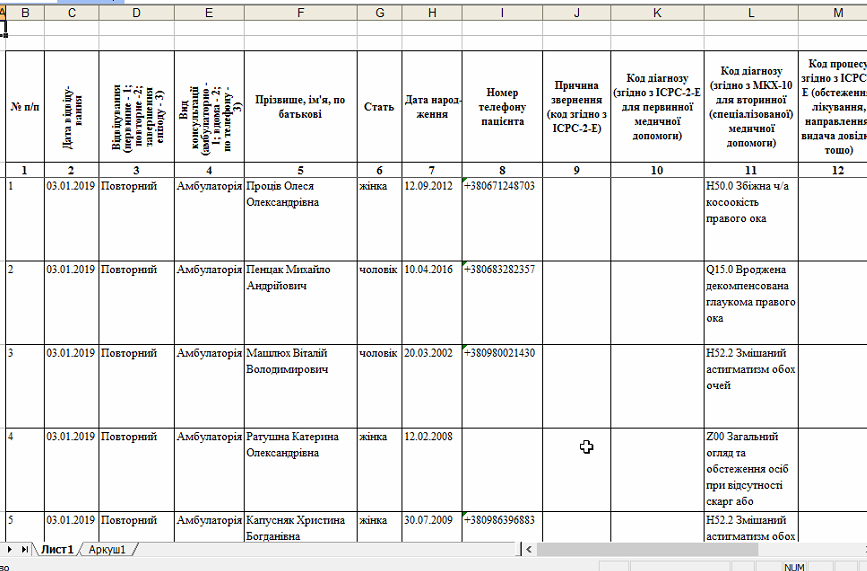 A B C D E F G H I J K L M
№ п/п
Дата відвіду-
вання
Відвідування
(первинне - 1;
повторне -2;
завершення
епізоду - 3)
Вид
консультації
(амбулаторно -
1; вдома - 2;
по телефону -
3)
Прізвище, ім'я, по
батькові
Стать
Дата народ-
ження
Номер
телефону
пацієнта
Причина
звернення
(код згідно з
ICPC-2-E)
Код діагнозу
(згідно з ICPC-2-E
для первинної
медичної
допомоги)
Код діагнозу
(згідно з МКХ-10
для вторинної
(спеціалізованої)
медичної
допомоги)
Код процесу
згідно з ICPC
E (обстеження
лікування,
направлення
видача довід
тощо)
1 2 3 4 5 6 7 8 9 10 11 12
1 03.01.2019 Повторний Амбулаторія Проців Олеся жінка 12.09.2012 +380671248703 H50.0 Збіжна ч/а
Олександрівна косоокість
правого ока
2 03.01.2019 Повторний Амбулаторія Пенцак Михайло чоловік 10.04.2016 +380683282357 Q15.0 Вроджена
Андрійович декомпенсована
глаукома правого
ока
3 03.01.2019 Повторний Амбулаторія Машлюх Віталій чоловік 20.03.2002 +380980021430 H52.2 Змішаний
Володимирович астигматизм обох
очей
4 03.01.2019 Повторний Амбулаторія Ратушна Катерина жінка 12.02.2008 Z00 Загальний
Олександрівна огляд та
обстеження осіб
при відсутності
скарг або
5 03.01.2019 Повторний Амбулаторія Капусняк Христина жінка 30.07.2009 +380986396883 H52.2 Змішаний
Богданівна астигматизм обох
Лист1 Аркуш1
во NUM